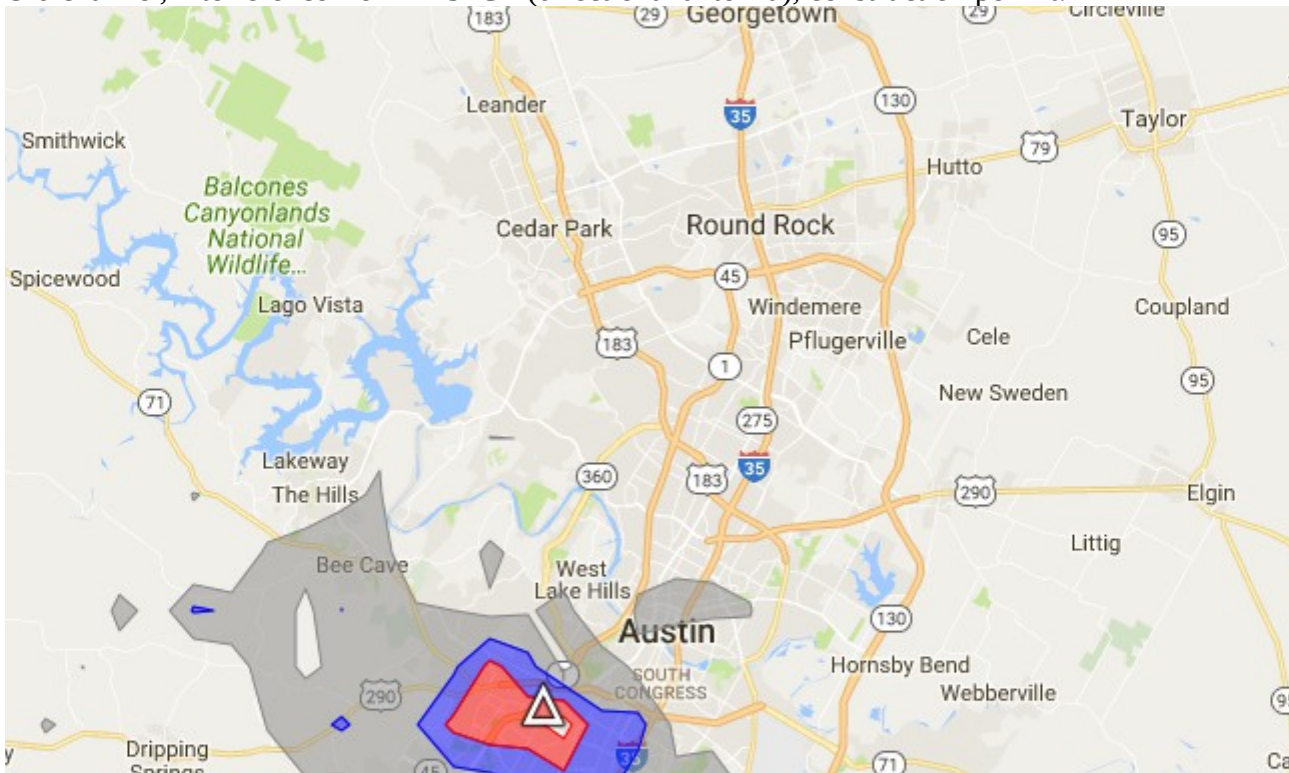 183
29
Georgetown
29
Circleville
Leander
35
130
Taylor
Smithwick
79
Hutto
Balcones
Canyonlands
National
Wildlife...
Cedar Park
Round Rock
95
Spicewood
45
Lago Vista
Windemere
Coupland
183
Pflugerville
Cele
1
95
71
New Sweden
275
Lakeway
360
183
35
290
Elgin
The Hills
Littig
Bee Cave
West
Lake Hills
130
Austin
Hornsby Bend
SOUTH
CONGRESS
290
Webberville
Dripping
Springs
35
45
71